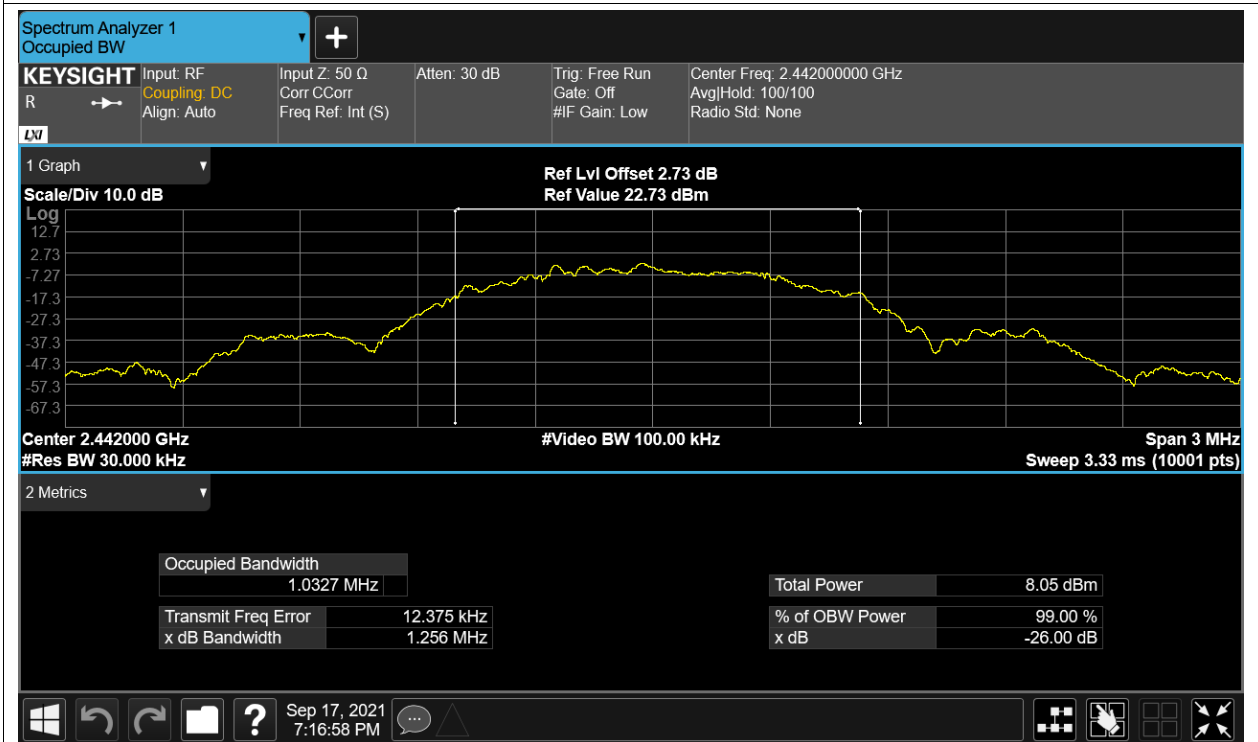 Spectrum Analyzer 1
Occupied BW
KEYSIGHT
R
LXI
Input: RF
Coupling: DC
Align: Auto
Input Z: 50 Ω
Corr CCorr
Freq Ref: Int (S)
Atten: 30 dB
Trig: Free Run
Gate: Off
#IF Gain: Low
Center Freq: 2.442000000 GHz
Avg|Hold: 100/100
Radio Std: None
1 Graph
Scale/Div 10.0 dB
Ref Lvl Offset 2.73 dB
Ref Value 22.73 dBm
Log
12.7
2.73
-7.27
-17.3
-27.3
-37.3
-47.3
-57.3
-67.3
Center 2.442000 GHz
#Res BW 30.000 kHz
#Video BW 100.00 kHz
Span 3 MHz
Sweep 3.33 ms (10001 pts)
2 Metrics
Occupied Bandwidth
1.0327 MHz
Transmit Freq Error 12.375 kHz
x dB Bandwidth 1.256 MHz
Total Power 8.05 dBm
% of OBW Power 99.00 %
x dB -26.00 dB
?
Sep 17, 2021
7:16:58 PM